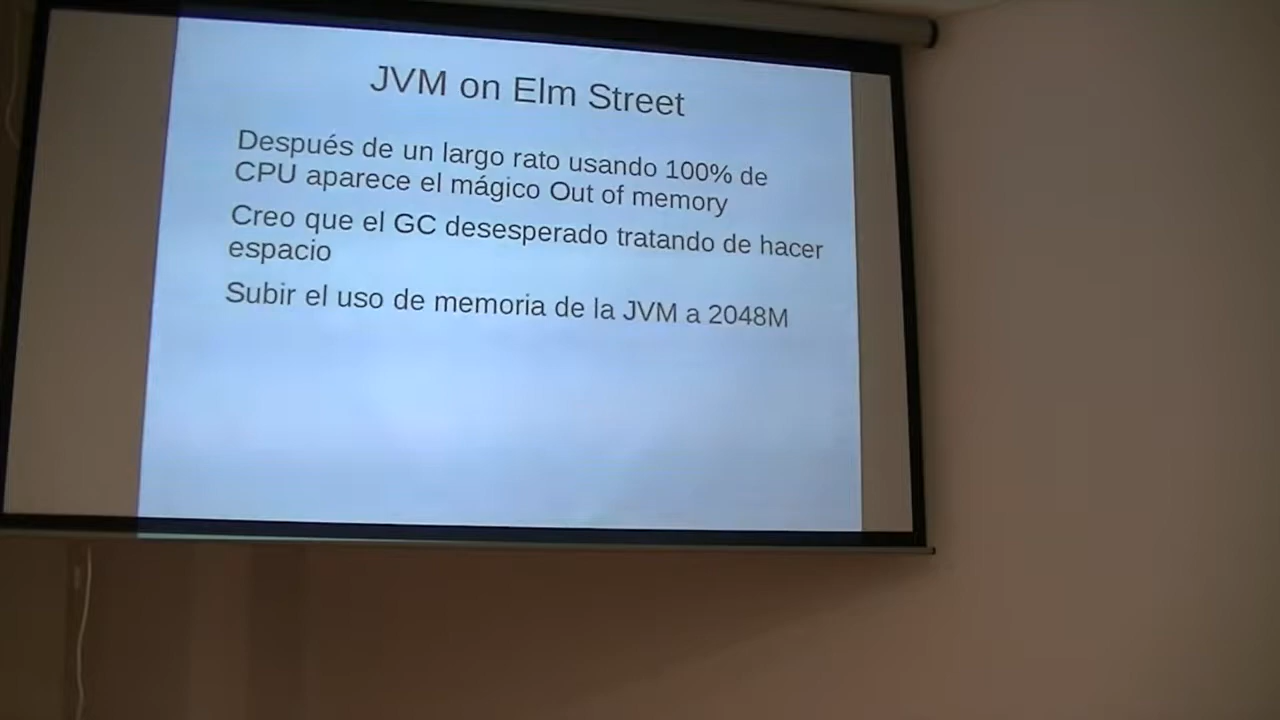 JVM on Elm Street
Después de un largo rato usando 100% de
CPU aparece el mágico Out of memory
Creo que el GC desesperado tratando de hacer
espacio
Subir el uso de memoria de la JVM a 2048M